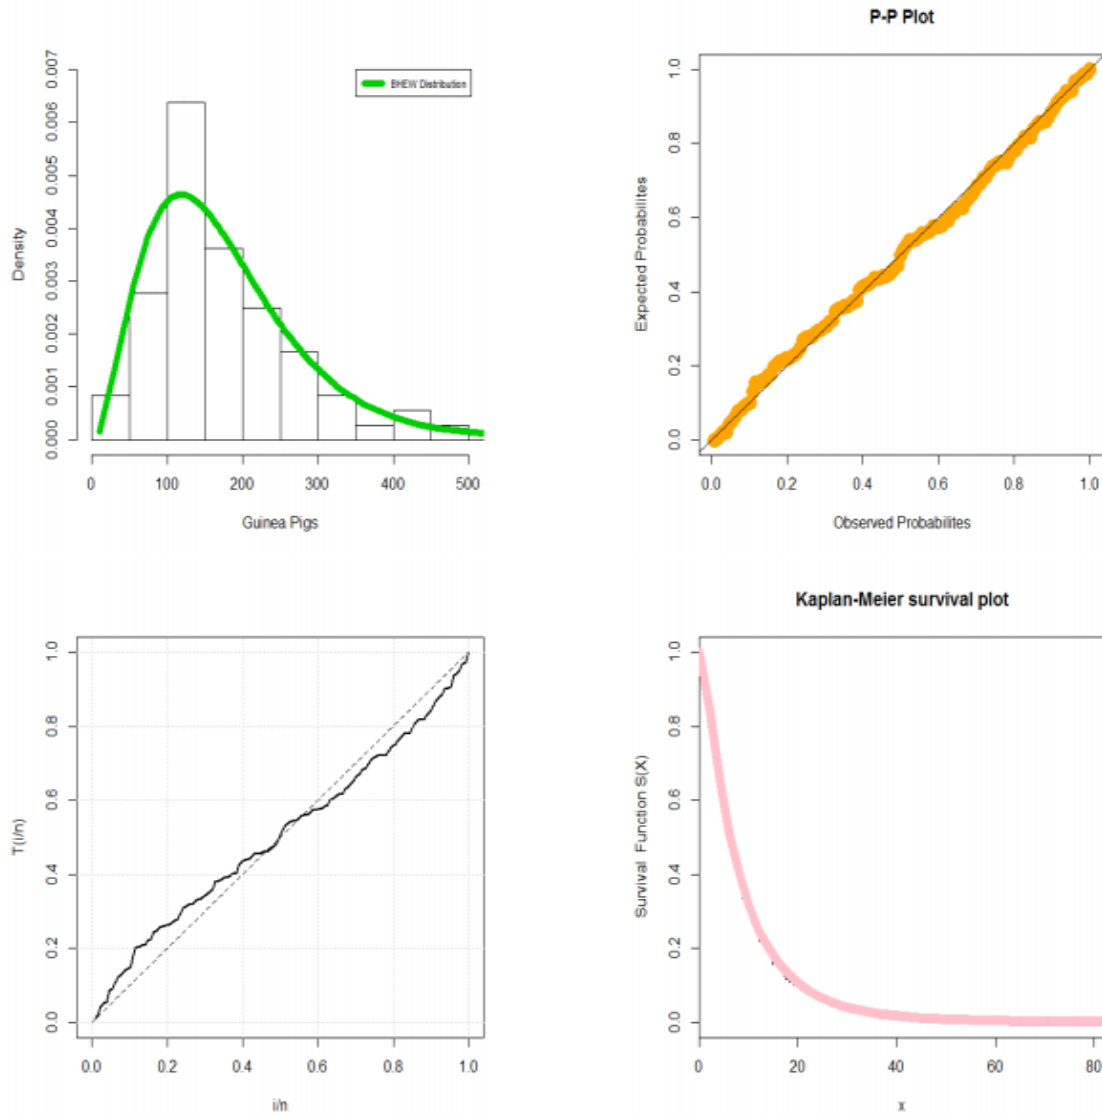 P-P Plot
0.007
0.006
0.005
0.004
0.003
0.002
0.001
0.000
Density
BHEW Distribution
0 100 200 300 400 500
Guinea Pigs
1.0
0.8
0.6
0.4
0.2
0.0
Expected Probabilites
0.0 0.2 0.4 0.6 0.8 1.0
Observed Probabilites
1.0
0.8
0.6
0.4
0.2
0.0
T(i/n)
0.0 0.2 0.4 0.6 0.8 1.0
i/n
Kaplan-Meier survival plot
1.0
0.8
0.6
0.4
0.2
0.0
Survival Function S(X)
0 20 40 60 80
x